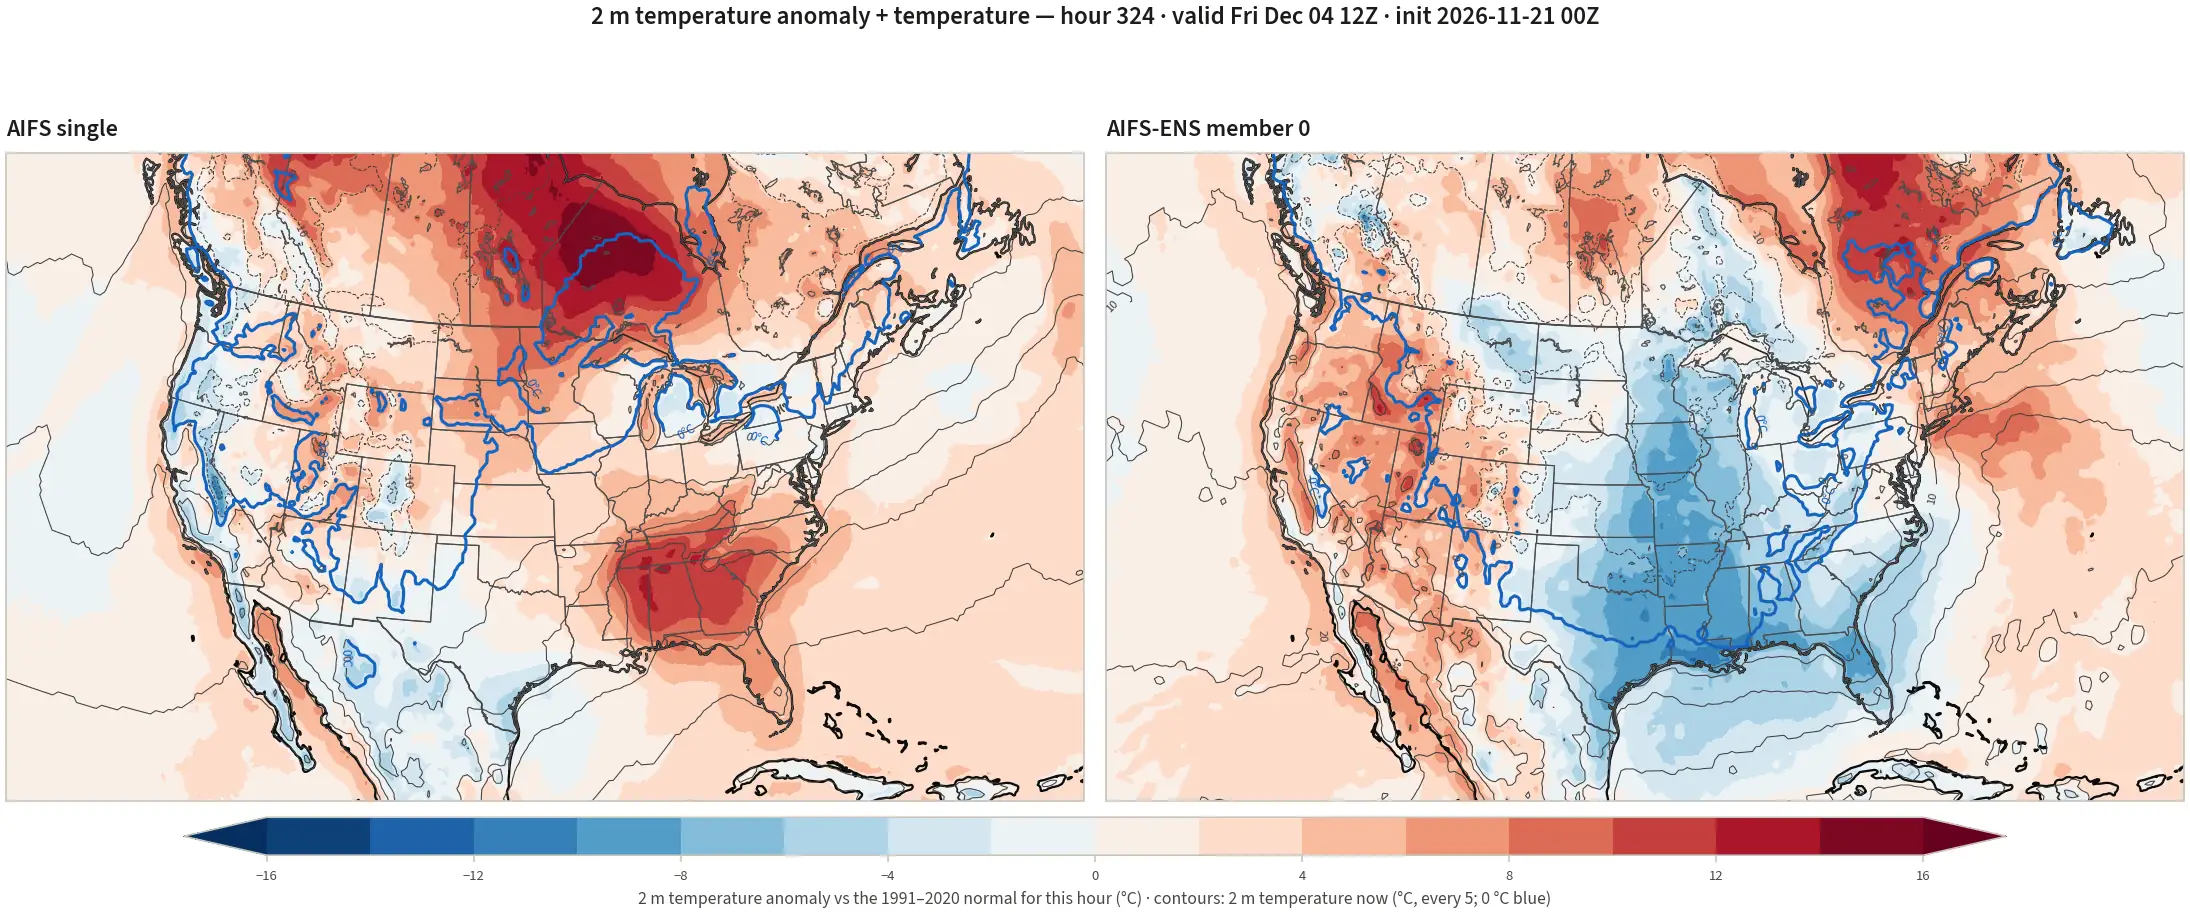 2 m temperature anomaly + temperature — hour 324 · valid Fri Dec 04 12Z · init 2026-11-21 00Z
AIFS single
AIFS-ENS member 0
−16 −12 −8 −4 0 4 8 12 16
2 m temperature anomaly vs the 1991–2020 normal for this hour (°C) · contours: 2 m temperature now (°C, every 5; 0 °C blue)